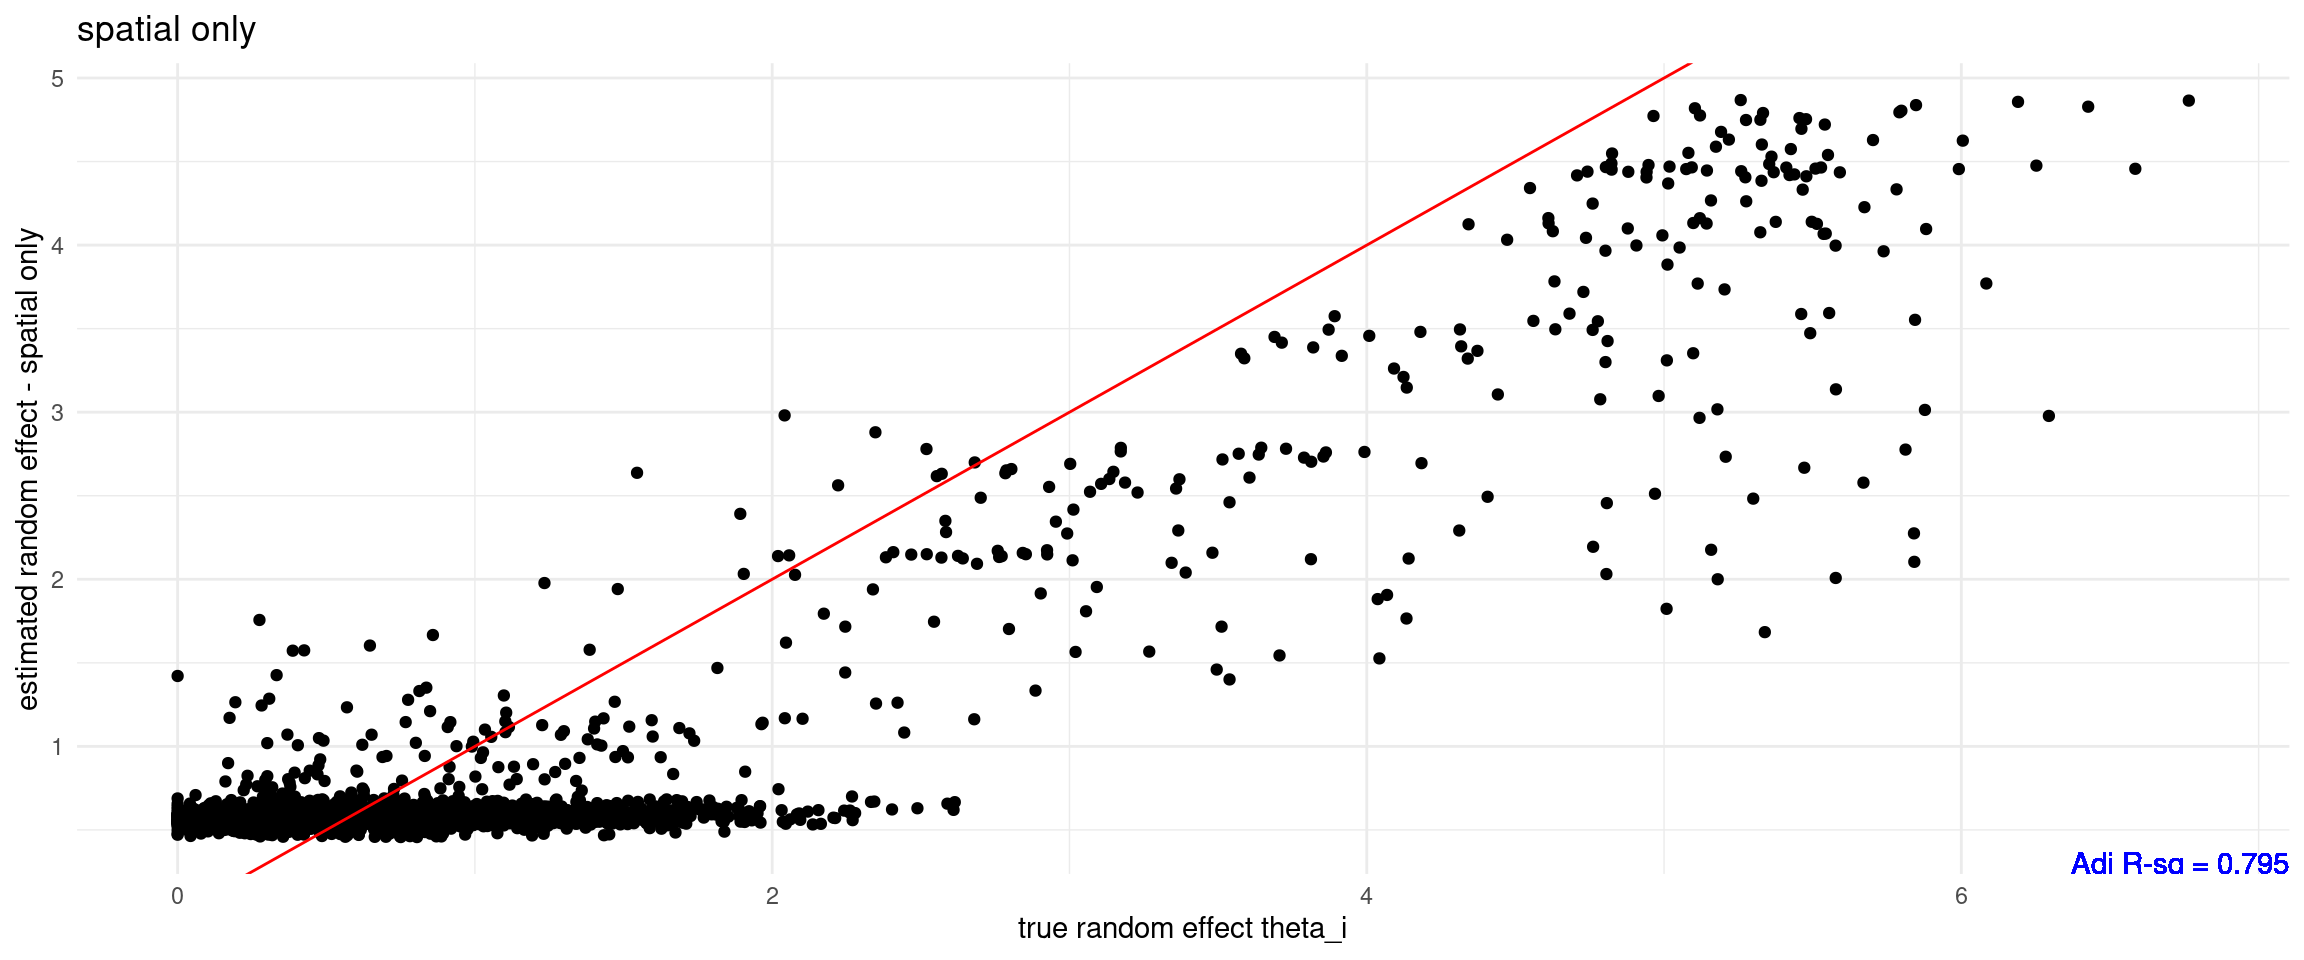 spatial only
estimated random effect - spatial only
5
4
3
2
1
0
2
4
6
true random effect theta_i
Adj R-sq = 0.795